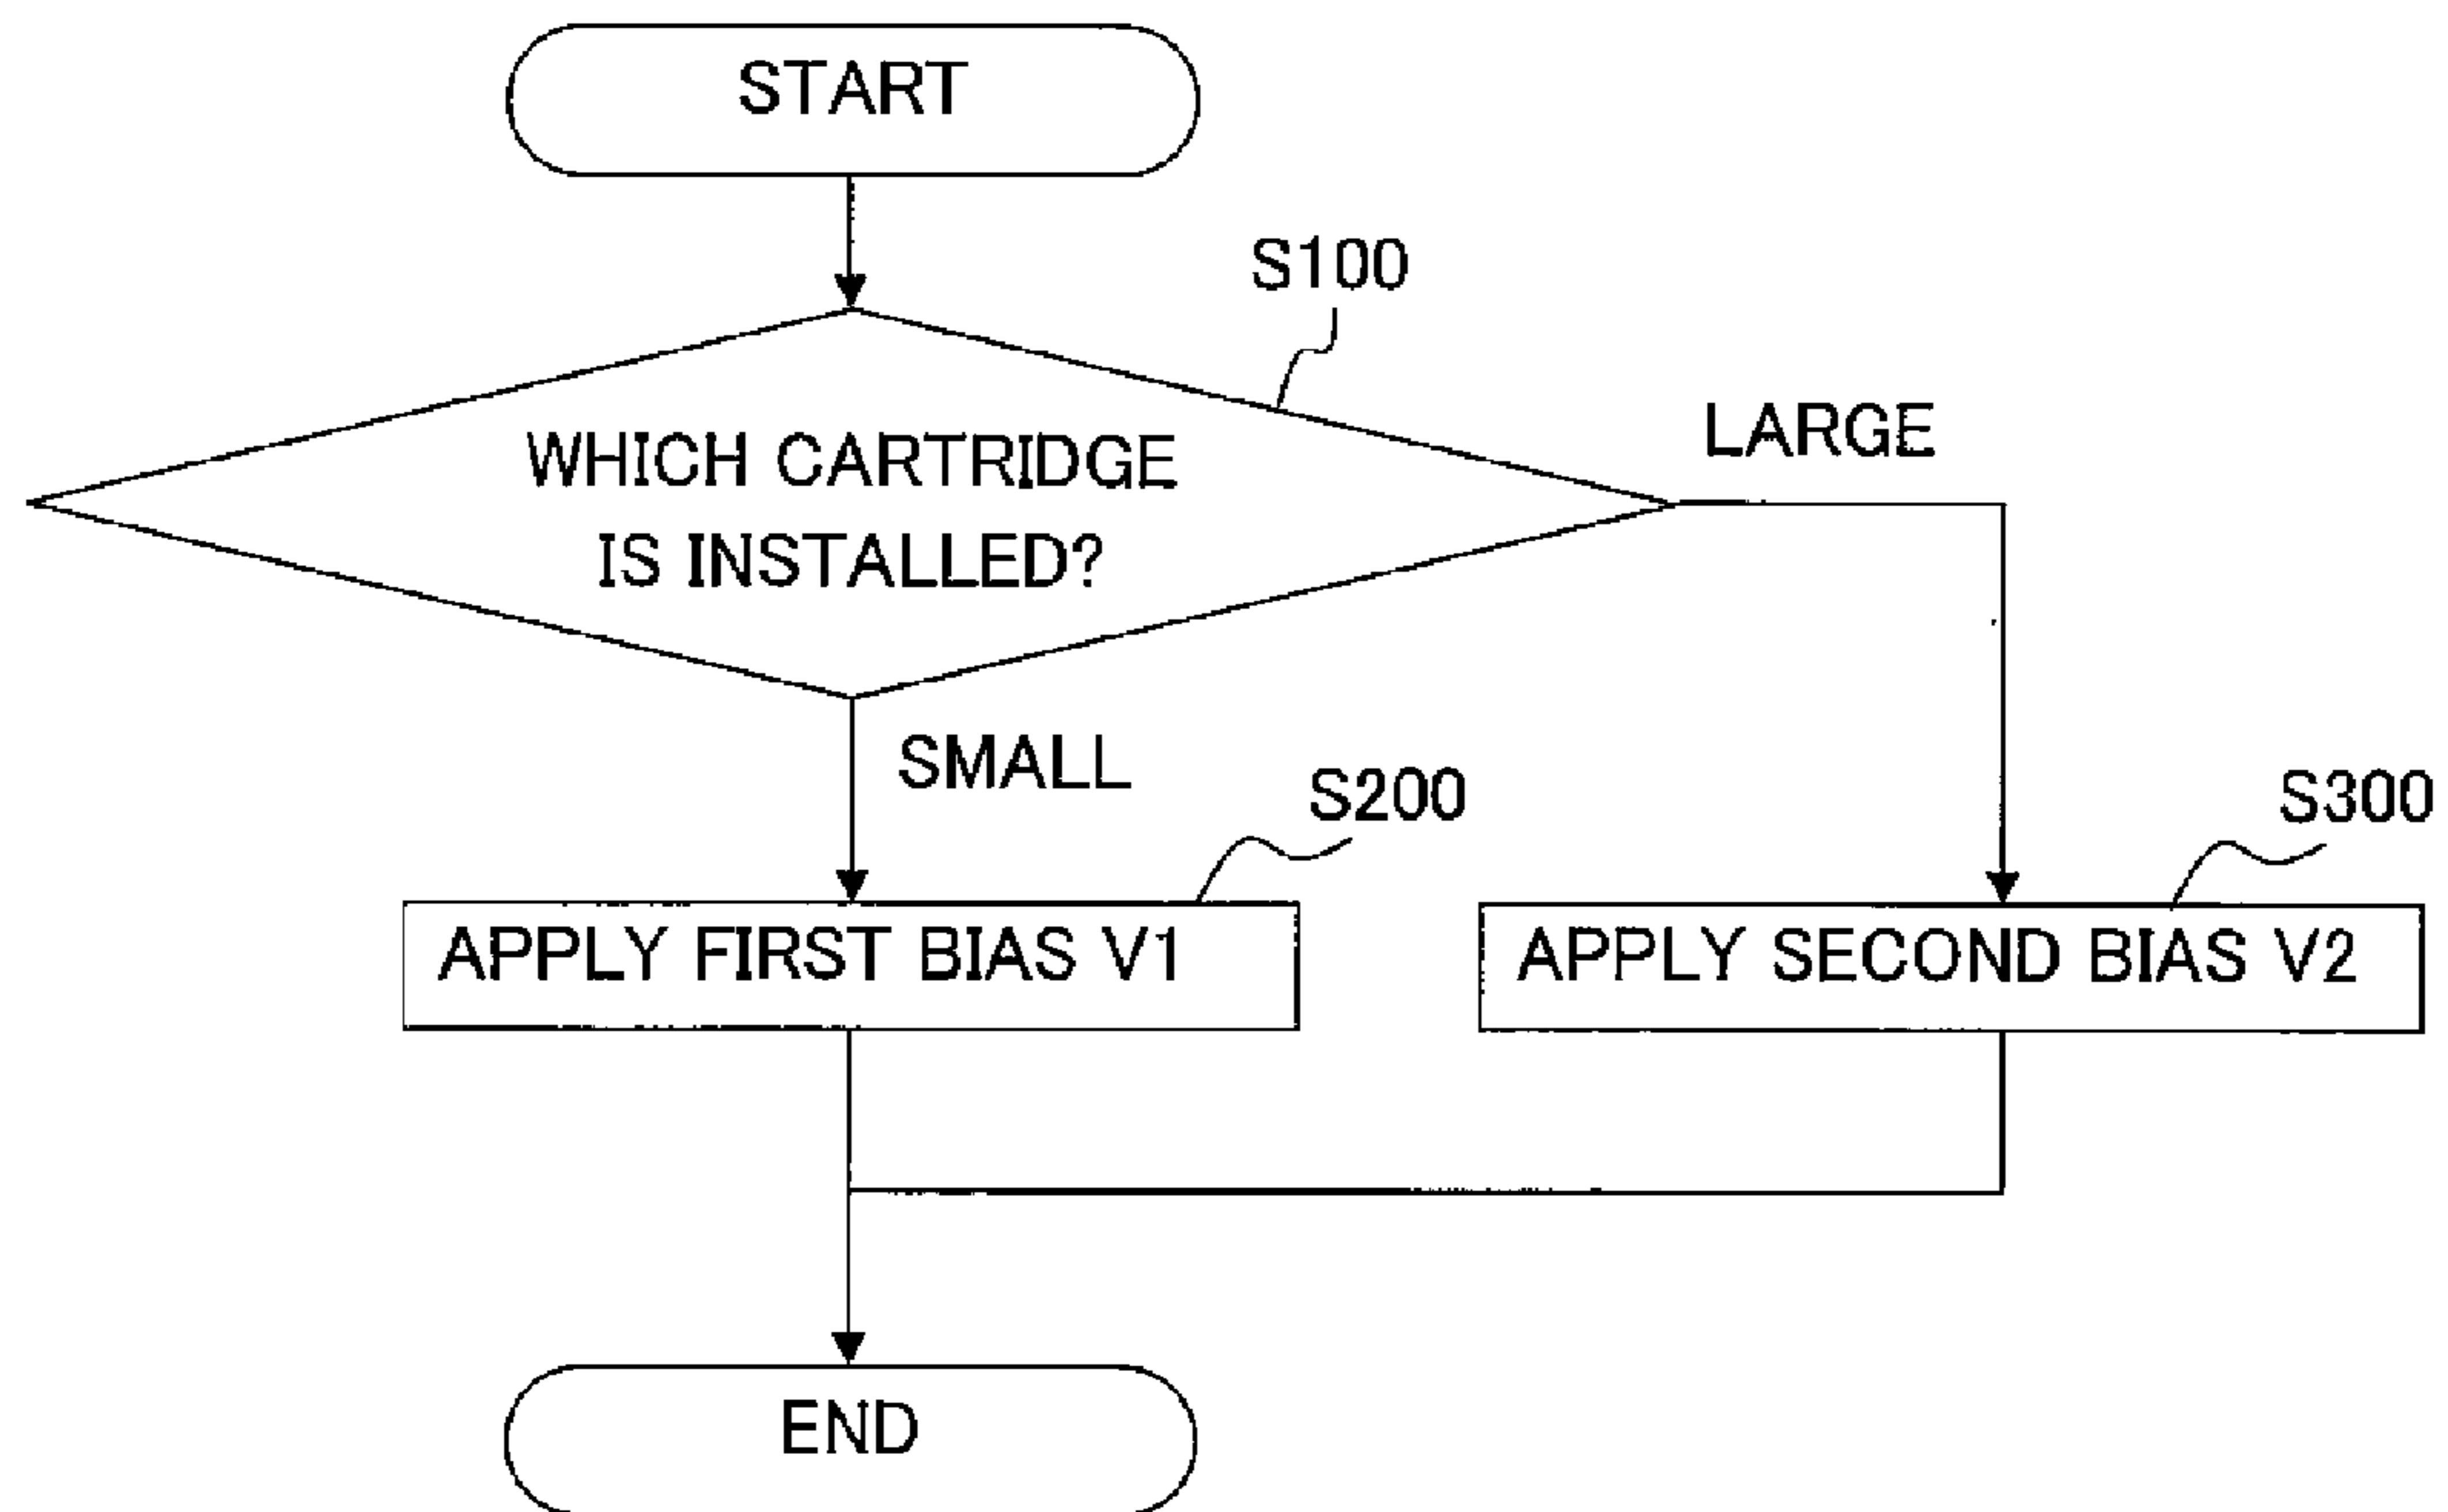 START
S100
WHICH CARTRIDGE
IS INSTALLED?
LARGE
SMALL
S200
S300
APPLY FIRST BIAS V1
APPLY SECOND BIAS V2
END